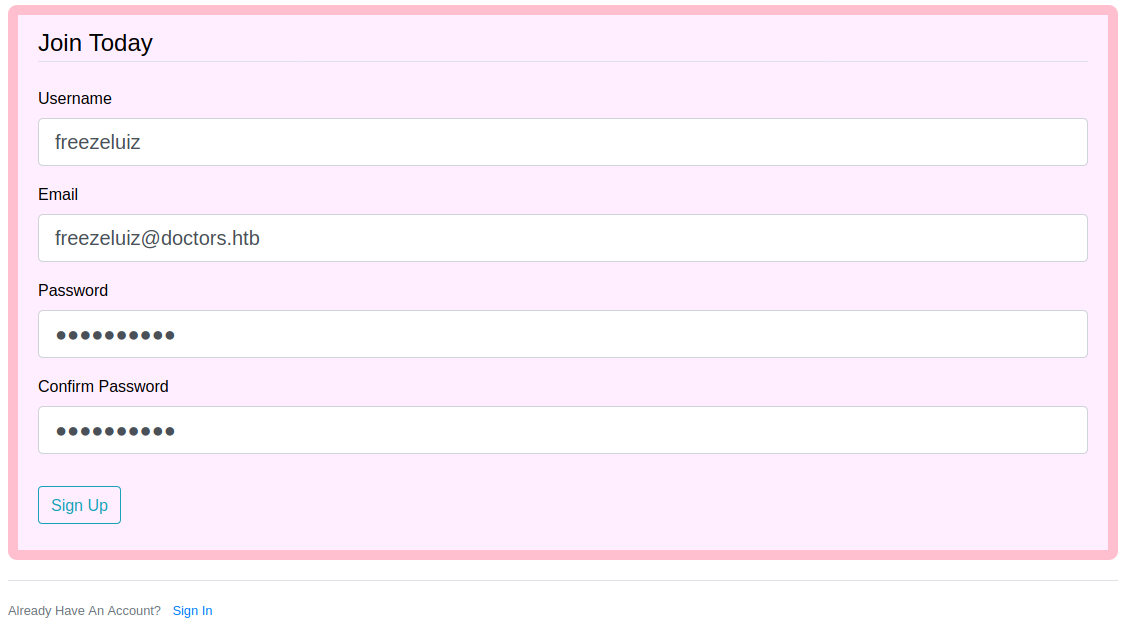 Join Today
Username
freezeluiz
Email
freezeluiz@doctors.htb
Password
●●●●●●●●●●
Confirm Password
●●●●●●●●●●
Sign Up
Already Have An Account? Sign In